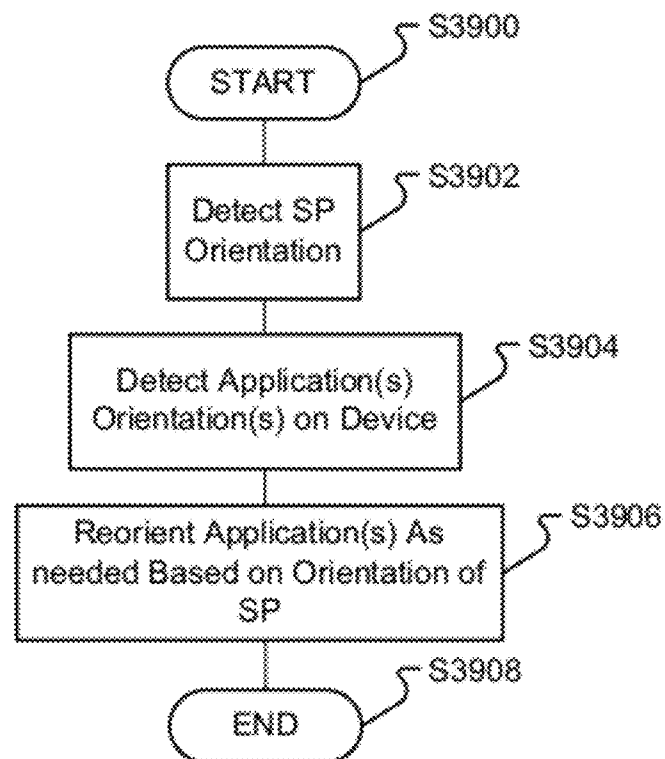 S3900
START
S3902
Detect SP
Orientation
S3904
Detect Application(s)
Orientation(s) on Device
S3906
Reorient Application(s) As
needed Based on Orientation of
SP
S3908
END